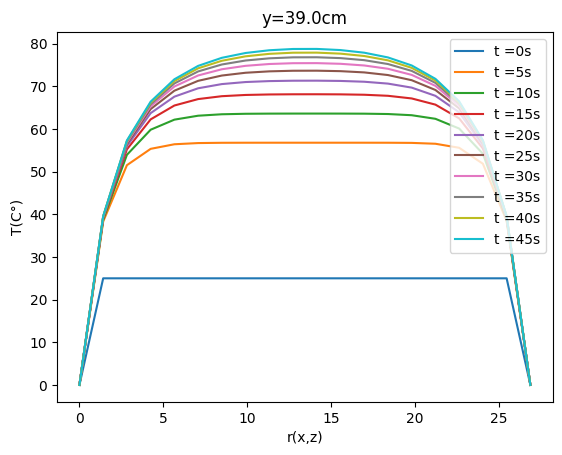 y=39.0cm
T(C°)
80
70
60
50
40
30
20
10
0
t =0s
t =5s
t =10s
t =15s
t =20s
t =25s
t =30s
t =35s
t =40s
t =45s
0 5 10 15 20 25
r(x,z)